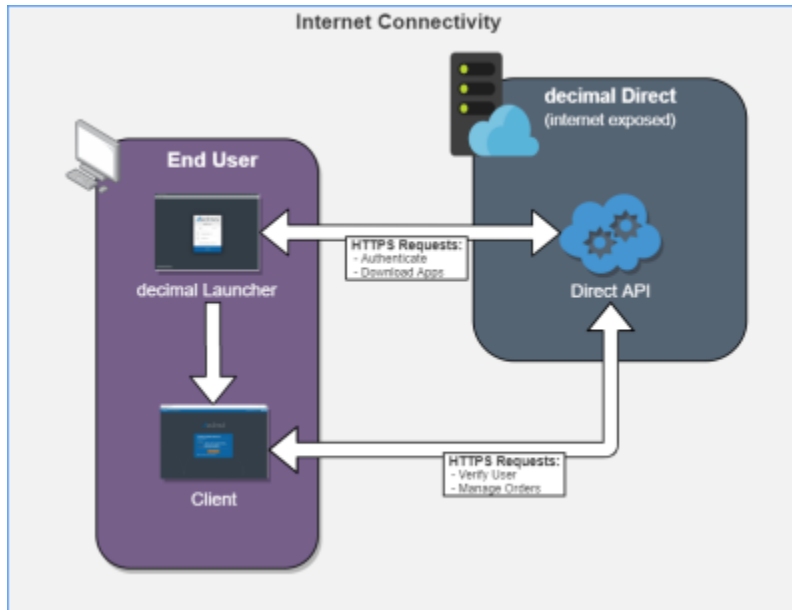 Internet Connectivity
decimal Direct
(internet exposed)
End User
HTTPS Requests:
- Authenticate
- Download Apps
decimal Launcher
Direct API
HTTPS Requests:
- Verify User
- Manage Orders
Client